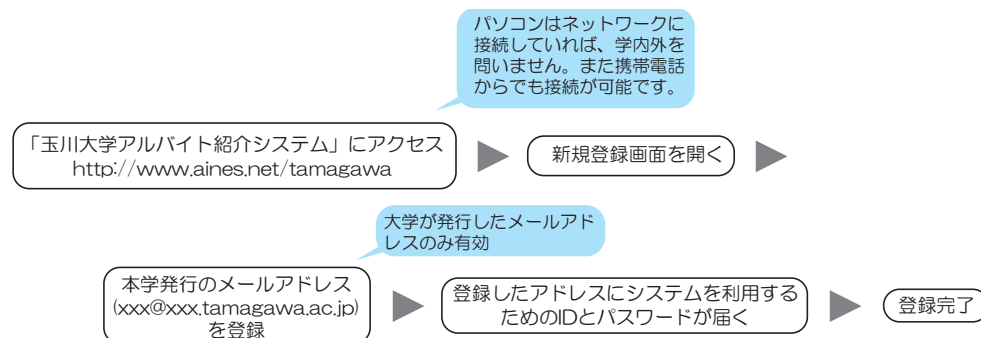 パソコンはネットワークに
接続していれば、学内外を
問いません。また携帯電話
からでも接続が可能です。
「玉川大学アルバイト紹介システム」にアクセス
http://www.aines.net/tamagawa
新規登録画面を開く
大学が発行したメールアド
レスのみ有効
本学発行のメールアドレス
(xxx@xxx.tamagawa.ac.jp)
を登録
登録したアドレスにシステムを利用する
ためのIDとパスワードが届く
登録完了